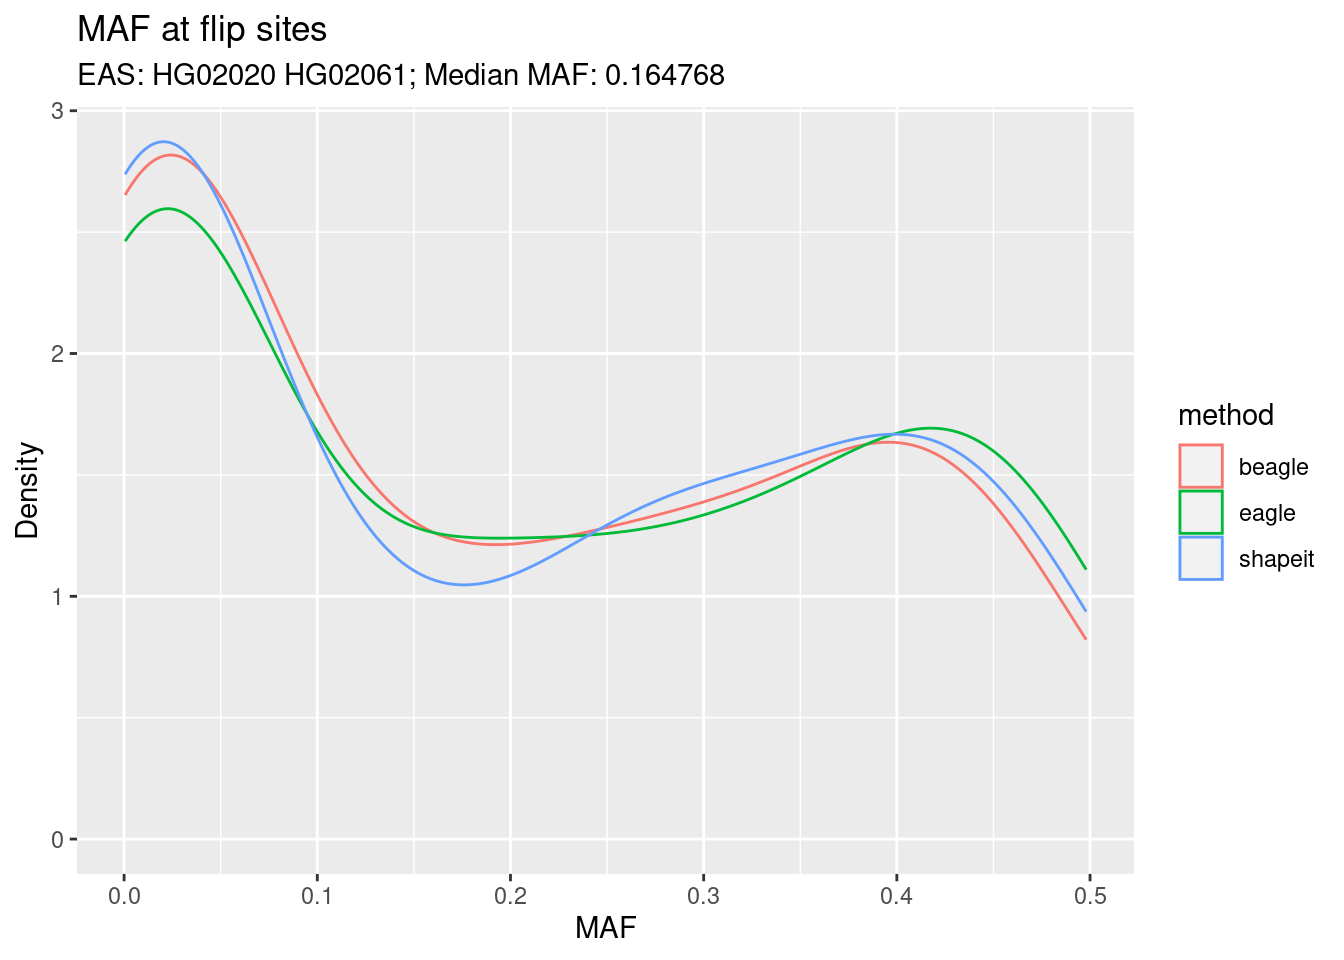 MAF at flip sites
EAS: HG02020 HG02061; Median MAF: 0.164768
3
2
1
0
Density
0.0 0.1 0.2 0.3 0.4 0.5
MAF
method
beagle
eagle
shapeit